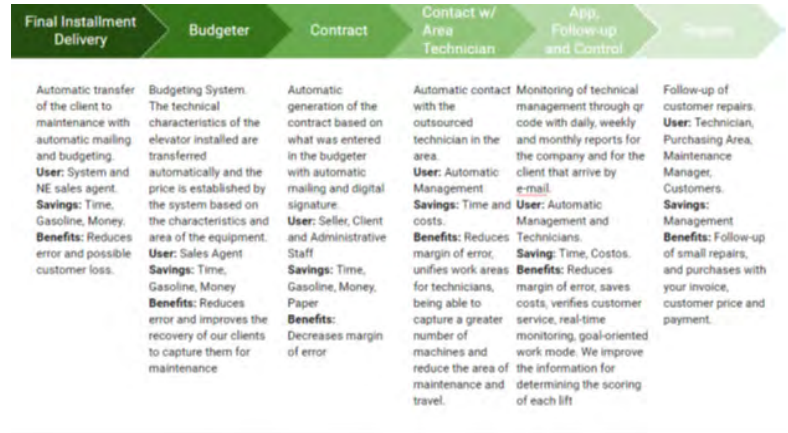 Final Installment
Delivery
Budgeter
Contract
Contact w/
Area
Technician
App,
Follow-up
and Control
Repairs
Automatic transfer
of the client to
maintenance with
automatic mailing
and budgeting.
User: System and
NE sales agent.
Savings: Time,
Gasoline, Money.
Benefits: Reduces
error and possible
customer loss.
Budgeting System.
The technical
characteristics of the
elevator installed are
transferred
automatically and the
price is established by
the system based on
the characteristics and
area of the equipment.
User: Sales Agent
Savings: Time,
Gasoline, Money
Benefits: Reduces
error and improves the
recovery of our clients
to capture them for
maintenance
Automatic
generation of the
contract based on
what was entered
in the budgeter
with automatic
mailing and digital
signature.
User: Seller, Client
and Administrative
Staff
Savings: Time,
Gasoline, Money,
Paper
Benefits:
Decreases margin
of error
Automatic contact
with the
outsourced
technician in the
area.
User: Automatic
Management
Savings: Time and
costs.
Benefits: Reduces
margin of error,
unifies work areas
for technicians,
being able to
capture a greater
number of
machines and
reduce the area of
maintenance and
travel.
Monitoring of technical
management through qr
code with daily, weekly
and monthly reports for
the company and for the
client that arrive by
e-mail.
User: Automatic
Management and
Technicians.
Saving: Time, Costos.
Benefits: Reduces
margin of error, saves
costs, verifies customer
service, real-time
monitoring, goal-oriented
work mode. We improve
the information for
determining the scoring
of each lift
Follow-up of
customer repairs.
User: Technician,
Purchasing Area,
Maintenance
Manager,
Customers.
Savings:
Management
Benefits: Follow-up
of small repairs,
and purchases with
your invoice,
customer price and
payment.